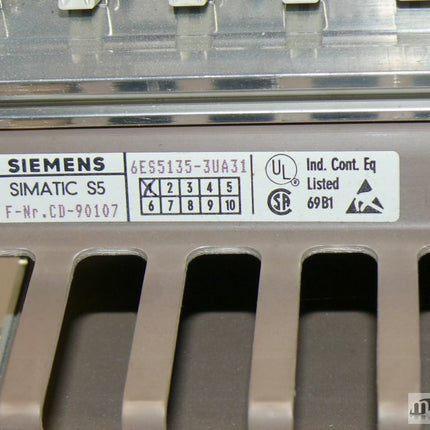 SIEMENS
SIMATIC S5
F-Nr.CD-90107
6ES5135-3UA31
X 2 3 4 5
6 7 8 9 10
UL
SA
Ind. Cont. Eq
Listed
69B1